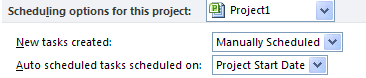 Scheduling options for this project: Project1
New tasks created: Manually Scheduled
Auto scheduled tasks scheduled on: Project Start Date